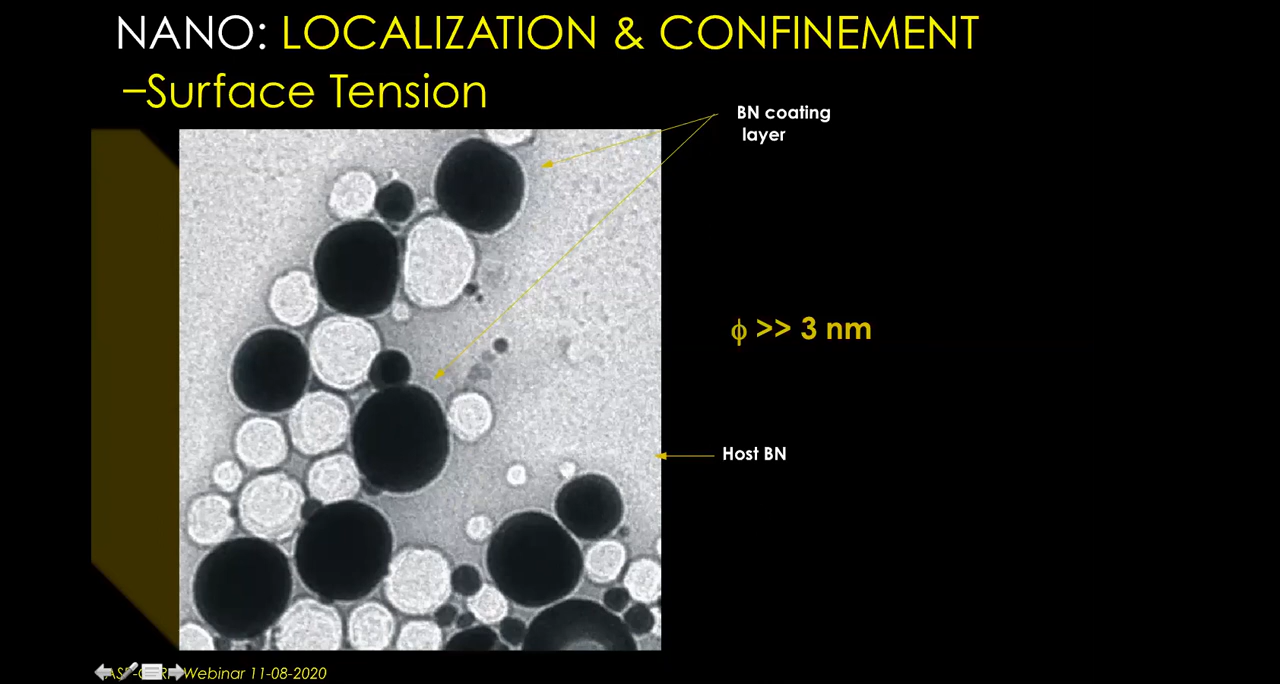 NANO: LOCALIZATION & CONFINEMENT
–Surface Tension
BN coating
layer
ϕ >> 3 nm
Host BN
Webinar 11-08-2020